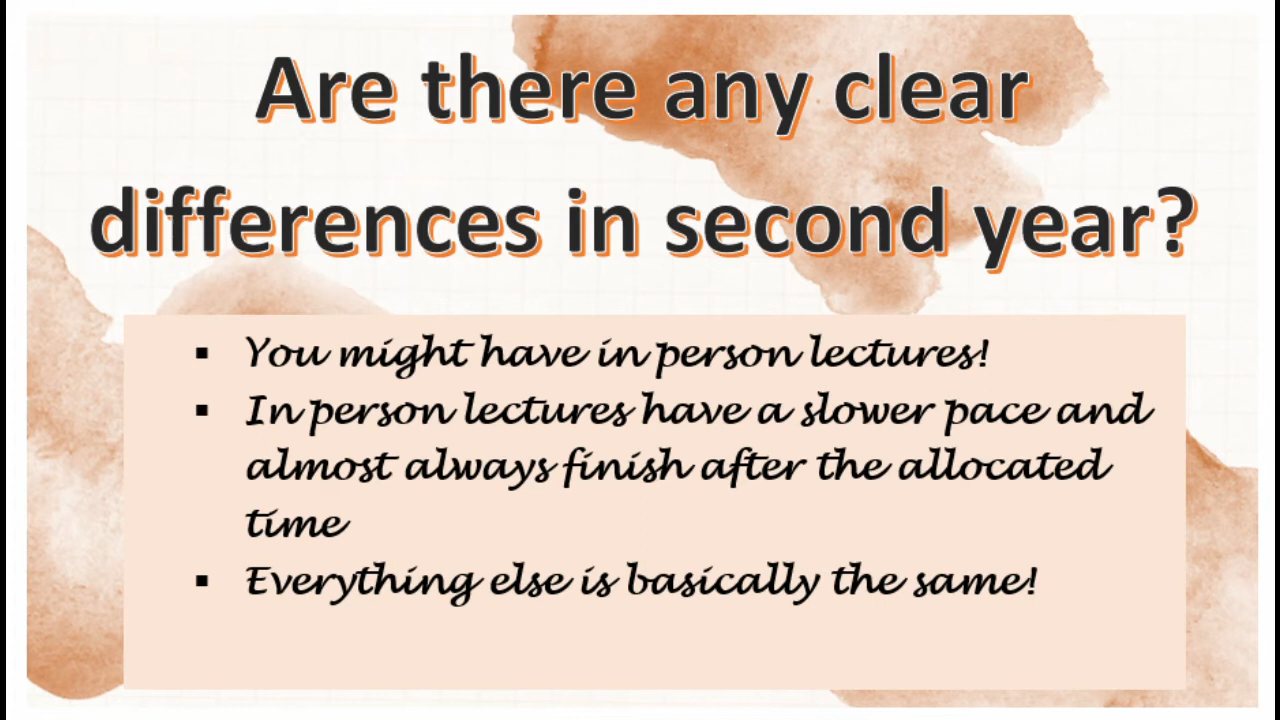 Are there any clear
differences in second year?
▪ You might have in person lectures!
▪ In person lectures have a slower pace and
almost always finish after the allocated
time
▪ Everything else is basically the same!